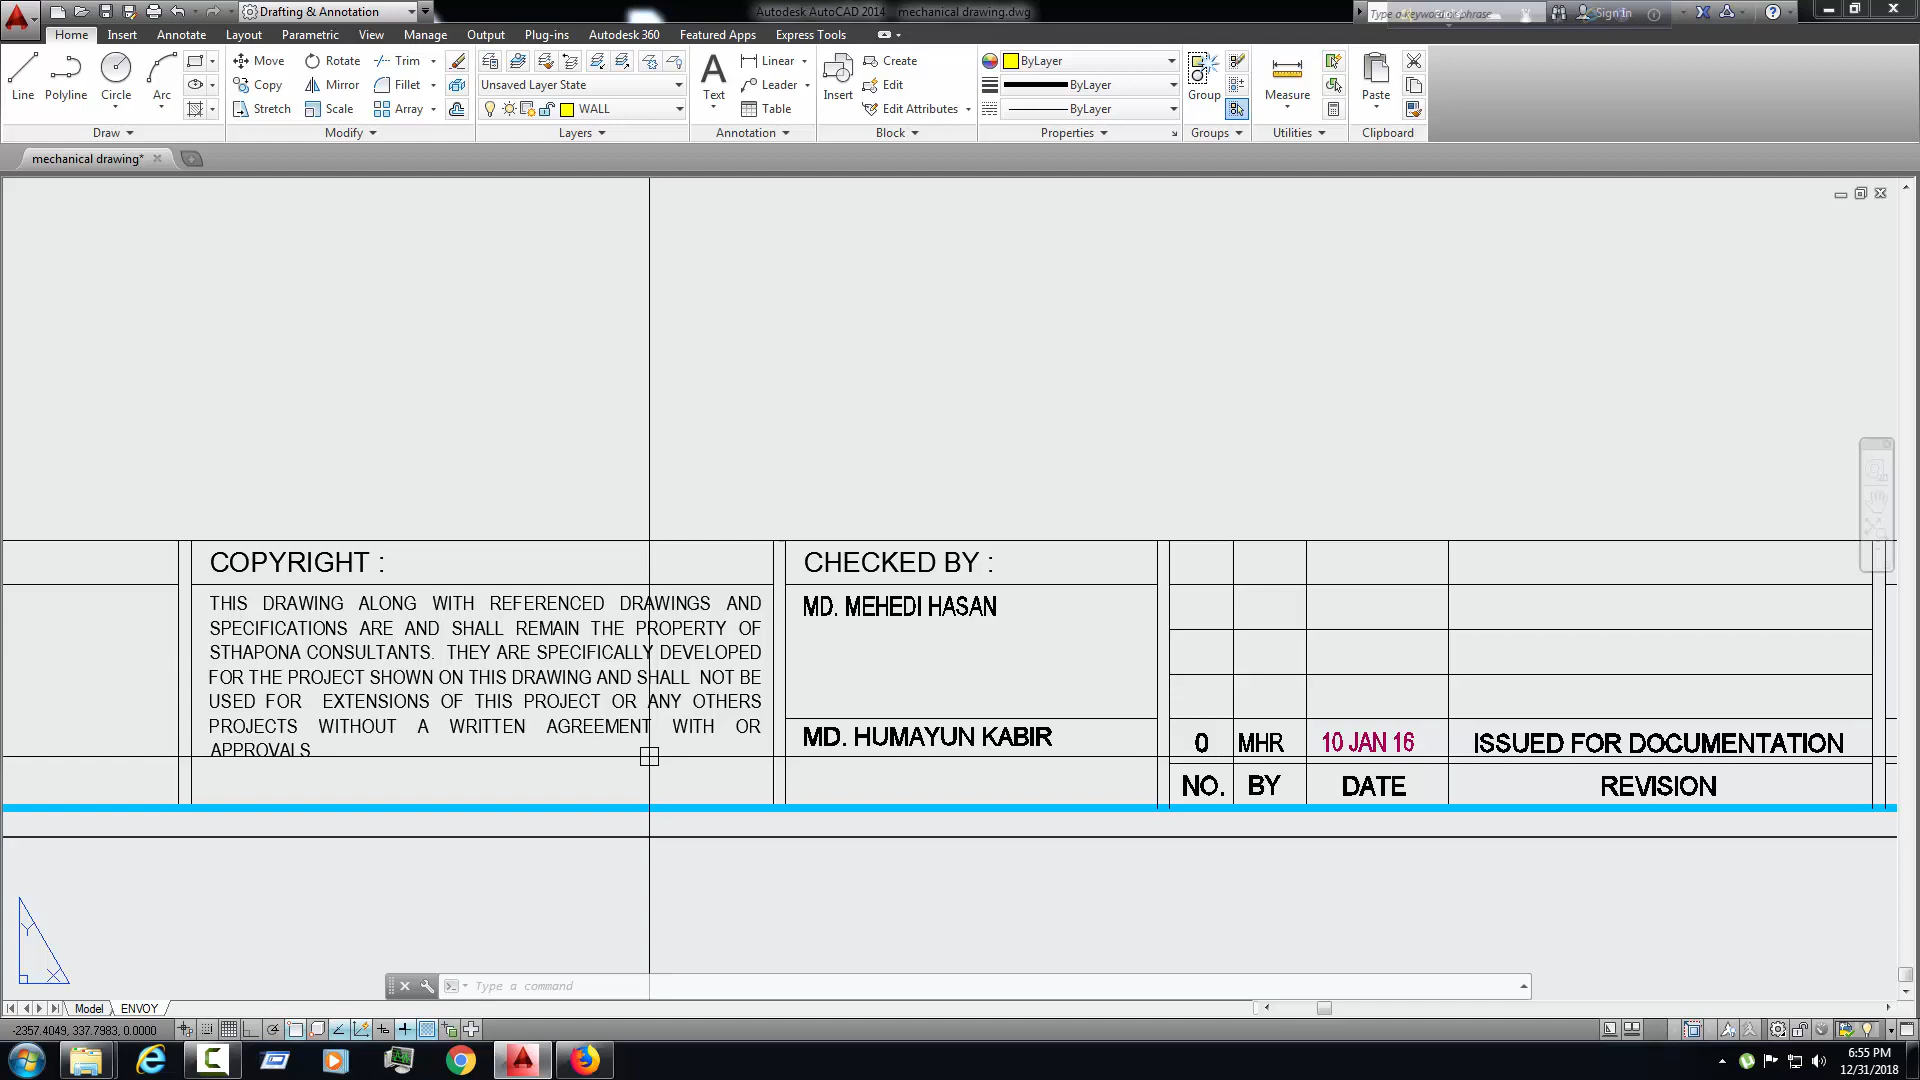 Drafting & Annotation
Autodesk AutoCAD 2014 mechanical drawing.dwg
Type a keyword or phrase
Sign In
Home Insert Annotate Layout Parametric View Manage Output Plug-ins Autodesk 360 Featured Apps Express Tools
Line Polyline Circle Arc
Draw
Move Rotate Trim
Copy Mirror Fillet
Stretch Scale Array
Modify
Unsaved Layer State
WALL
Layers
Text
Linear
Leader
Table
Annotation
Insert
Create
Edit
Edit Attributes
Block
ByLayer
ByLayer
ByLayer
Properties
Group
Groups
Measure
Utilities
Paste
Clipboard
mechanical drawing*
COPYRIGHT :
THIS DRAWING ALONG WITH REFERENCED DRAWINGS AND
SPECIFICATIONS ARE AND SHALL REMAIN THE PROPERTY OF
STHAPONA CONSULTANTS. THEY ARE SPECIFICALLY DEVELOPED
FOR THE PROJECT SHOWN ON THIS DRAWING AND SHALL NOT BE
USED FOR EXTENSIONS OF THIS PROJECT OR ANY OTHERS
PROJECTS WITHOUT A WRITTEN AGREEMENT WITH OR
APPROVALS
CHECKED BY :
MD. MEHEDI HASAN
MD. HUMAYUN KABIR
0 MHR 10 JAN 16 ISSUED FOR DOCUMENTATION
NO. BY DATE REVISION
Y
X
Type a command
Model ENVOY
-2357.4049, 337.7983, 0.0000
6:55 PM
12/31/2018